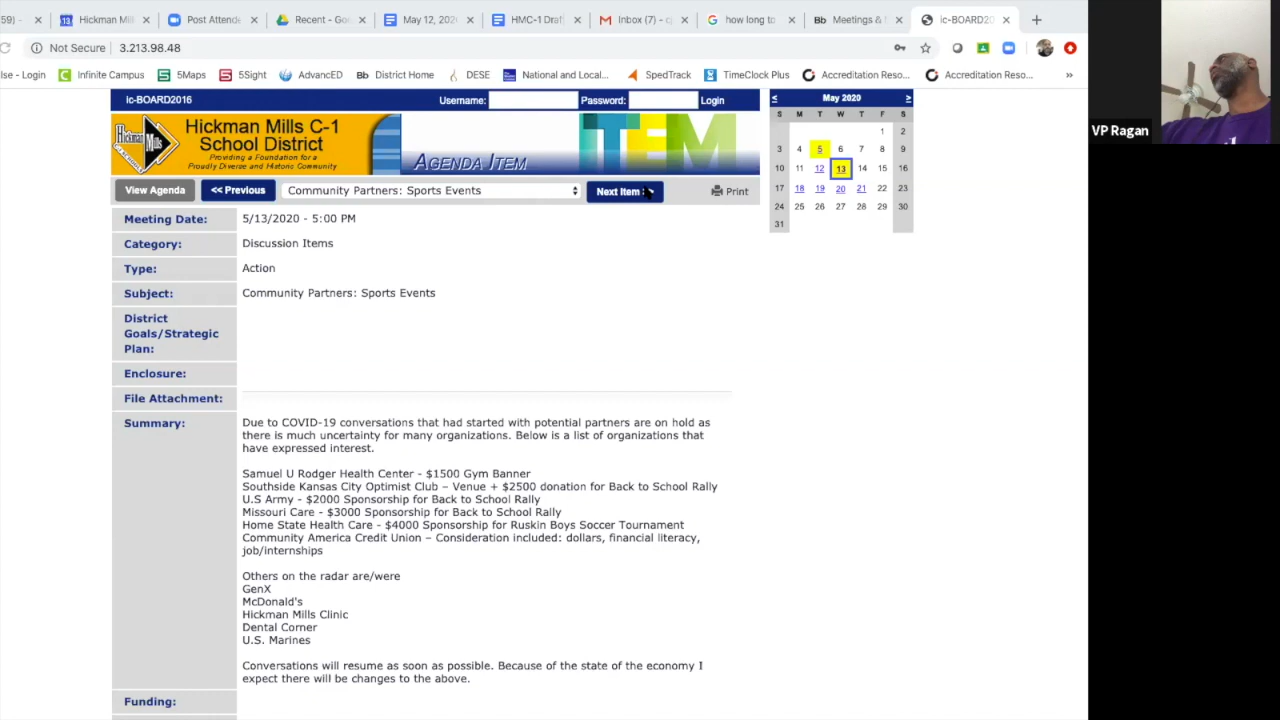 59) -
Hickman Mill
Post Attende
Recent - Goo
May 12, 202
HMC-1 Draf
Inbox (7) - c
how long to
Meetings & N
ic-BOARD20
Not Secure
3.213.98.48
lse - Login
Infinite Campus
5Maps
5Sight
AdvancED
Bb District Home
DESE
National and Local...
SpedTrack
TimeClock Plus
Accreditation Reso...
Accreditation Reso...
»
Ic-BOARD2016
Username:
Password:
Login
Hickman Mills
Hickman Mills C-1
School District
Providing a Foundation for a
Proudly Diverse and Historic Community
ITEM
AGENDA ITEM
View Agenda
<< Previous
Community Partners: Sports Events
Next Item >>
Print
Meeting Date: 5/13/2020 - 5:00 PM
Category: Discussion Items
Type: Action
Subject: Community Partners: Sports Events
District
Goals/Strategic
Plan:
Enclosure:
File Attachment:
Summary:
Due to COVID-19 conversations that had started with potential partners are on hold as
there is much uncertainty for many organizations. Below is a list of organizations that
have expressed interest.
Samuel U Rodger Health Center - $1500 Gym Banner
Southside Kansas City Optimist Club – Venue + $2500 donation for Back to School Rally
U.S Army - $2000 Sponsorship for Back to School Rally
Missouri Care - $3000 Sponsorship for Back to School Rally
Home State Health Care - $4000 Sponsorship for Ruskin Boys Soccer Tournament
Community America Credit Union – Consideration included: dollars, financial literacy,
job/internships
Others on the radar are/were
GenX
McDonald's
Hickman Mills Clinic
Dental Corner
U.S. Marines
Conversations will resume as soon as possible. Because of the state of the economy I
expect there will be changes to the above.
Funding:
< May 2020 >
S M T W T F S
1 2
3 4 5 6 7 8 9
10 11 12 13 14 15 16
17 18 19 20 21 22 23
24 25 26 27 28 29 30
31
VP Ragan